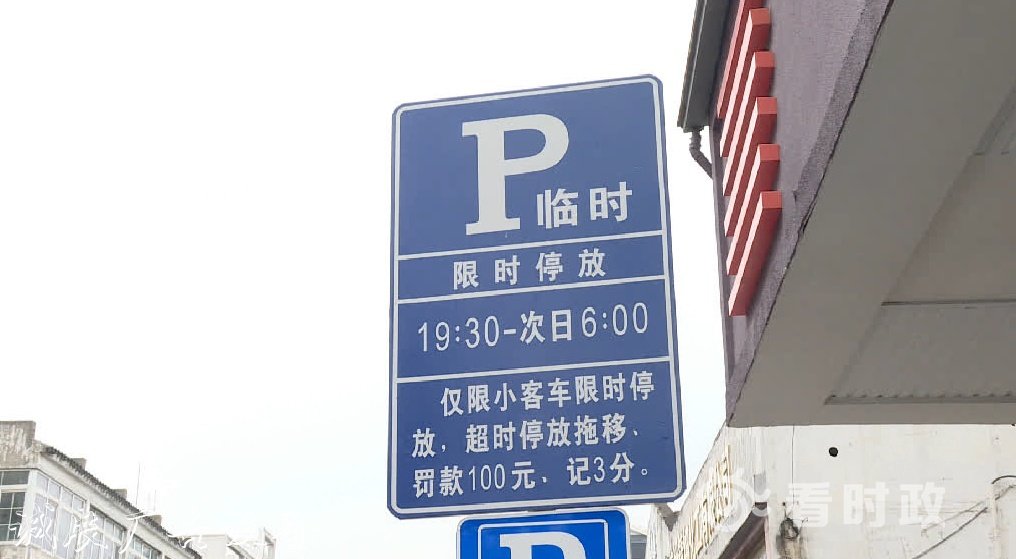 P临时
限时停放
19:30-次日6:00
仅限小客车限时停
放，超时停放拖移、
罚款100元、记3分。
P
看时政